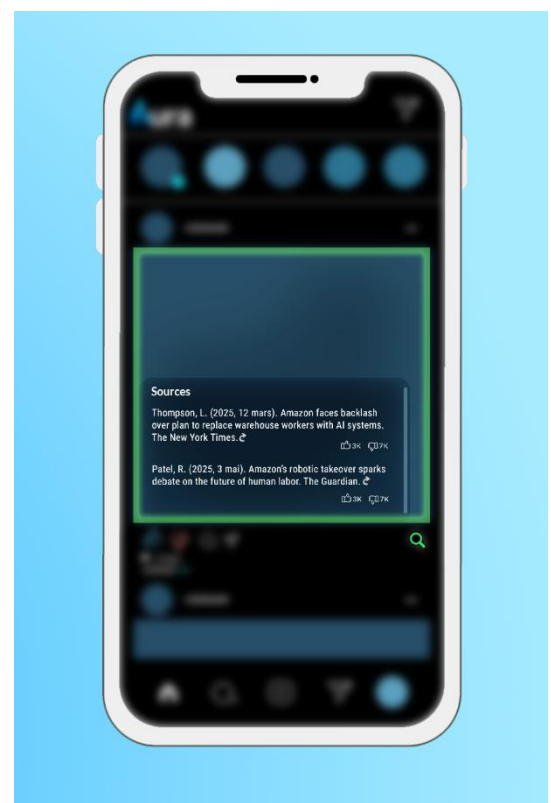 Aura
Sources
Thompson, L. (2025, 12 mars). Amazon faces backlash
over plan to replace warehouse workers with AI systems.
The New York Times.
3K 7K
Patel, R. (2025, 3 mai). Amazon's robotic takeover sparks
debate on the future of human labor. The Guardian.
3K 7K